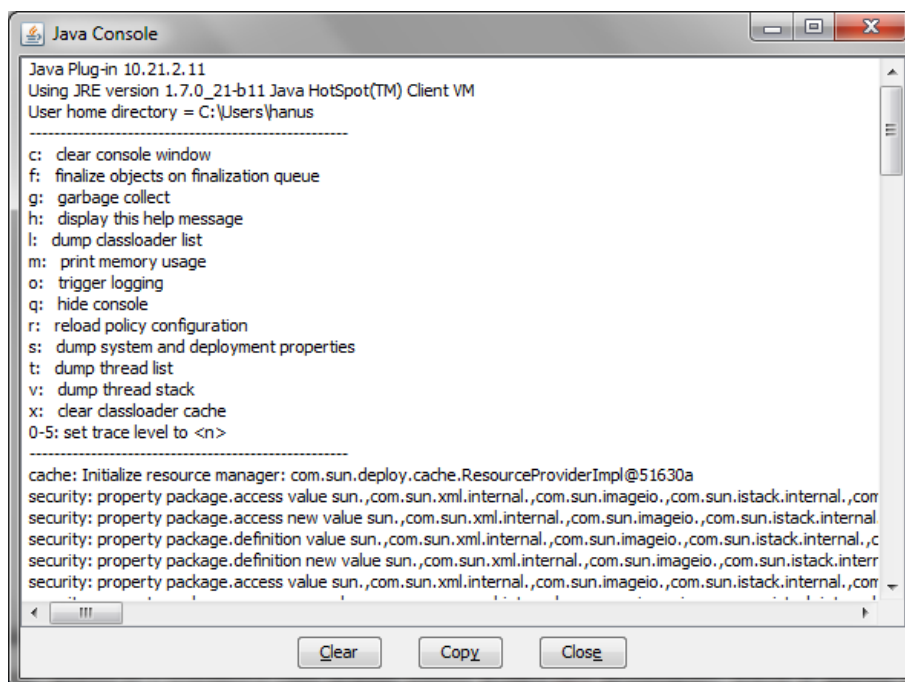 Java Console
Java Plug-in 10.21.2.11
Using JRE version 1.7.0_21-b11 Java HotSpot(TM) Client VM
User home directory = C:\Users\hanus
----------------------------------------------------
c:   clear console window
f:   finalize objects on finalization queue
g:   garbage collect
h:   display this help message
l:   dump classloader list
m:   print memory usage
o:   trigger logging
q:   hide console
r:   reload policy configuration
s:   dump system and deployment properties
t:   dump thread list
v:   dump thread stack
x:   clear classloader cache
0-5: set trace level to <n>
----------------------------------------------------
cache: Initialize resource manager: com.sun.deploy.cache.ResourceProviderImpl@51630a
security: property package.access value sun.,com.sun.xml.internal.,com.sun.imageio.,com.sun.istack.internal.,com
security: property package.access new value sun.,com.sun.xml.internal.,com.sun.imageio.,com.sun.istack.internal.
security: property package.definition value sun.,com.sun.xml.internal.,com.sun.imageio.,com.sun.istack.internal.,c
security: property package.definition new value sun.,com.sun.xml.internal.,com.sun.imageio.,com.sun.istack.intern
security: property package.access value sun.,com.sun.xml.internal.,com.sun.imageio.,com.sun.istack.internal.,com
Clear Copy Close